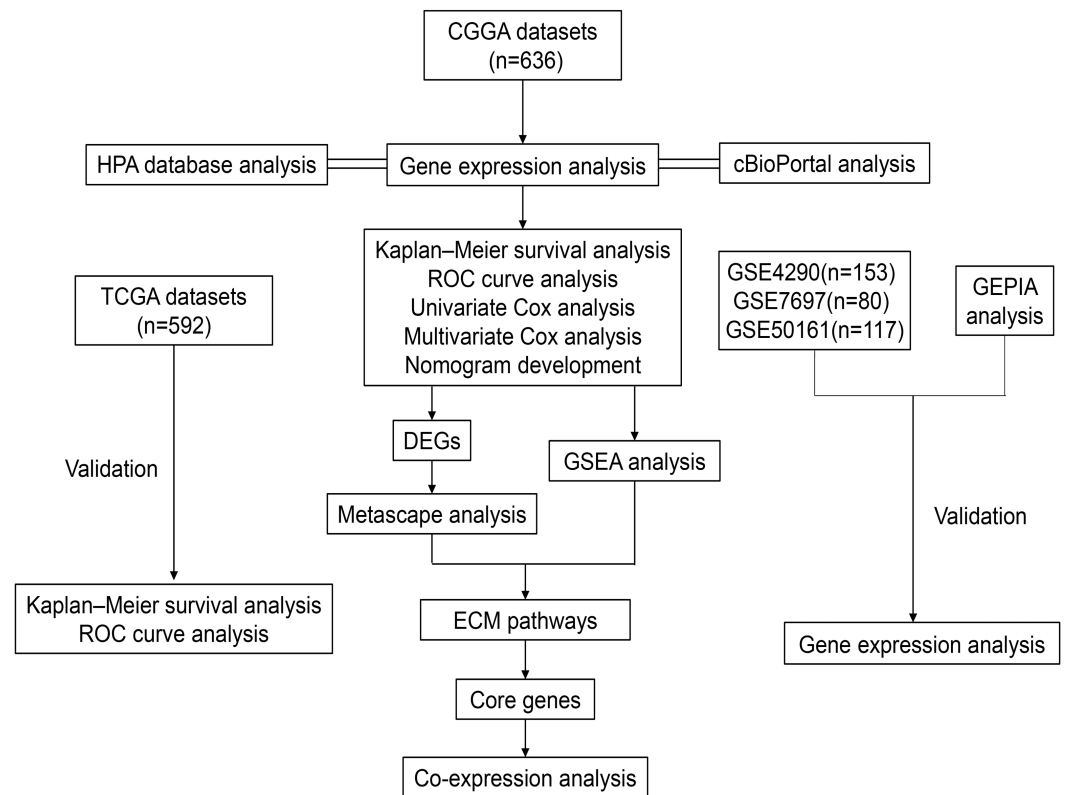 CGGA datasets
(n=636)
HPA database analysis
Gene expression analysis
cBioPortal analysis
Kaplan–Meier survival analysis
ROC curve analysis
Univariate Cox analysis
Multivariate Cox analysis
Nomogram development
TCGA datasets
(n=592)
GSE4290(n=153)
GSE7697(n=80)
GSE50161(n=117)
GEPIA
analysis
DEGs
GSEA analysis
Validation
Metascape analysis
Validation
Kaplan–Meier survival analysis
ROC curve analysis
ECM pathways
Gene expression analysis
Core genes
Co-expression analysis